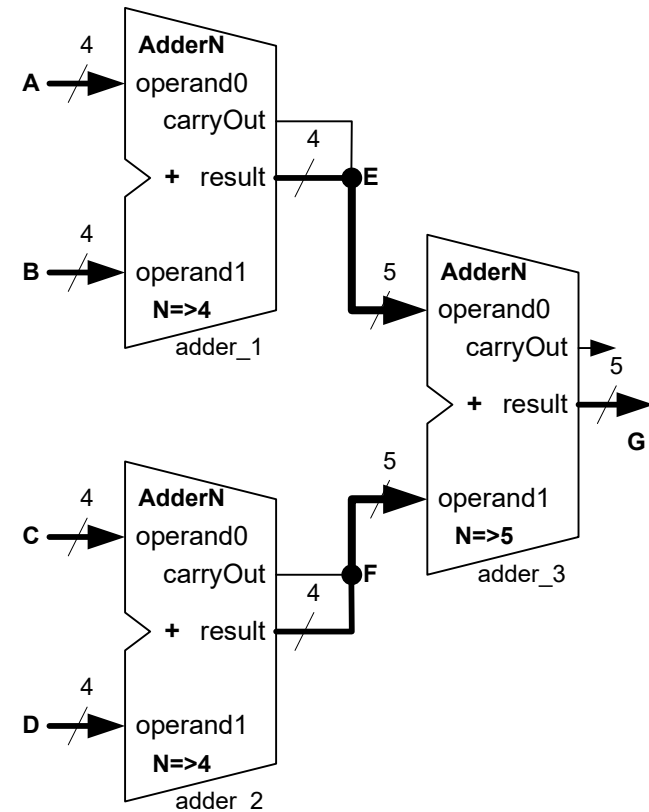 4
AdderN
A
operand0
carryOut
4
+ result
E
4
B
operand1
N=>4
adder_1
5
AdderN
operand0
carryOut
5
+ result
G
5
operand1
N=>5
adder_3
4
AdderN
C
operand0
carryOut
F
4
+ result
4
D
operand1
N=>4
adder_2